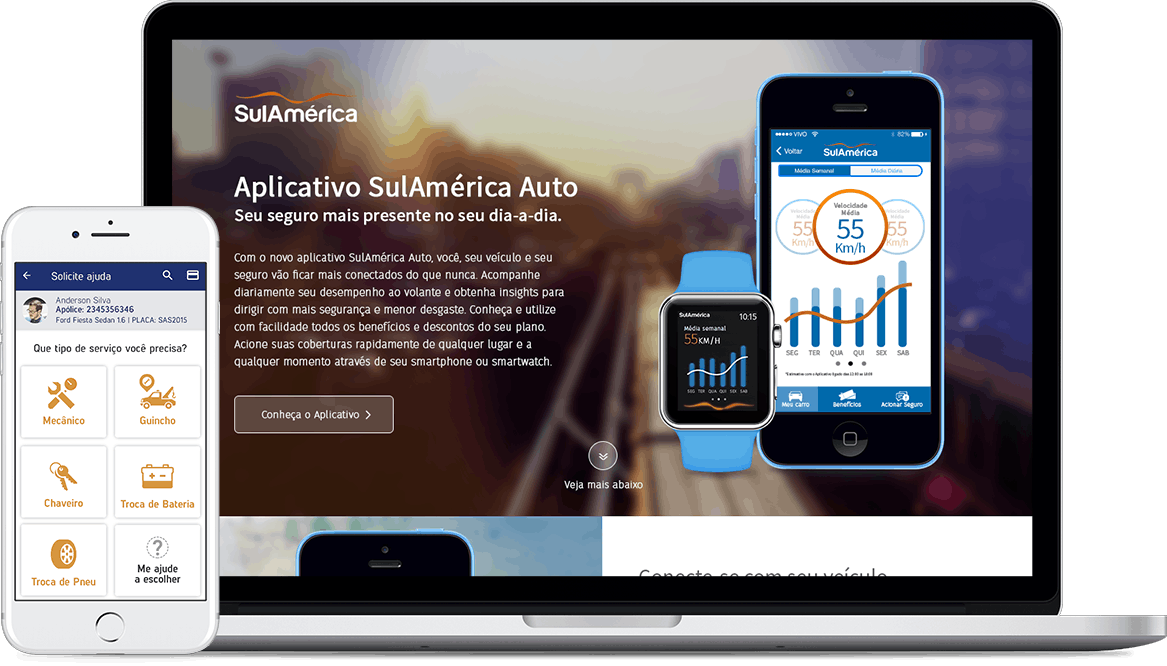 SulAmérica
Aplicativo SulAmérica Auto
Seu seguro mais presente no seu dia-a-dia.
Com o novo aplicativo SulAmérica Auto, você, seu veículo e seu
seguro vão ficar mais conectados do que nunca. Acompanhe
diariamente seu desempenho ao volante e obtenha insights para
dirigir com mais segurança e menor desgaste. Conheça e utilize
com facilidade todos os benefícios e descontos do seu plano.
Acione suas coberturas rapidamente de qualquer lugar e a
qualquer momento através de seu smartphone ou smartwatch.
Conheça o Aplicativo
Veja mais abaixo
Conecte-se com seu veículo
Solicite ajuda
Anderson Silva
Apólice: 2345356346
Ford Fiesta Sedan 1.6 | PLACA: SAS2015
Que tipo de serviço você precisa?
Mecânico
Guincho
Chaveiro
Troca de Bateria
Troca de Pneu
?
Me ajude
a escolher
SulAmérica 10:15
Média semanal
55KM/H
SEG TER QUA QUI SEX SAB
VIVO 82%
Voltar SulAmérica
Média Semanal Média Diária
Velocidade
Média
55
Km/h
Velocidade
Média
55
Km/h
Velocidade
Média
55
Km/h
SEG TER QUA QUI SEX SAB
Meu carro Benefícios Acionar Seguro